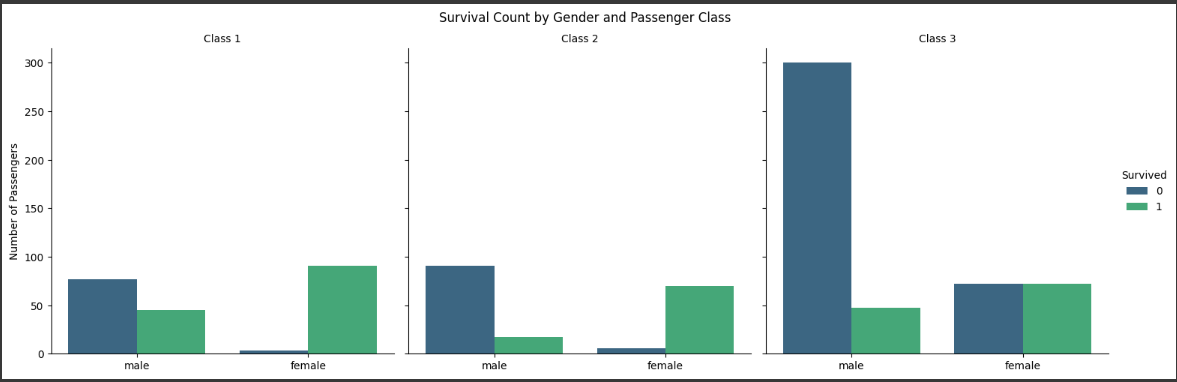 Survival Count by Gender and Passenger Class
Class 1
Class 2
Class 3
Number of Passengers
300
250
200
150
100
50
0
male
female
male
female
male
female
Survived
0
1